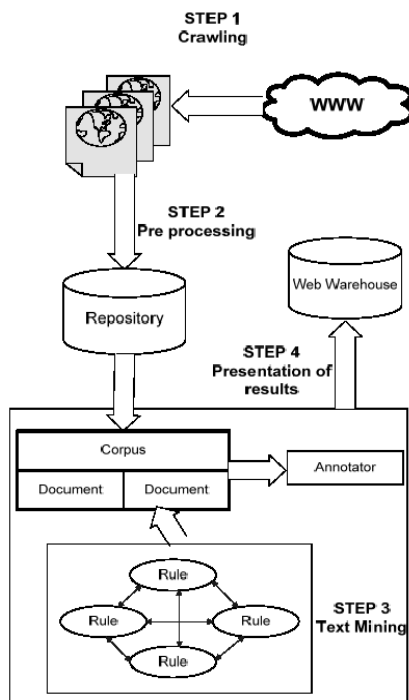 STEP 1
Crawling
WWW
STEP 2
Pre processing
Web Warehouse
Repository
STEP 4
Presentation of
results
Corpus
Document
Document
Annotator
Rule
Rule
Rule
Rule
STEP 3
Text Mining